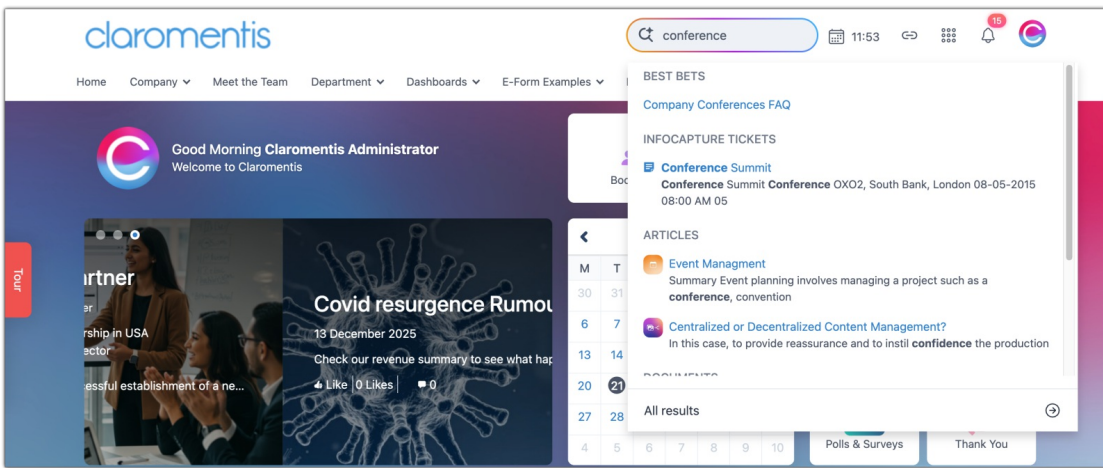 claromentis
conference
11:53
15
Home
Company
Meet the Team
Department
Dashboards
E-Form Examples
BEST BETS
Company Conferences FAQ
INFOCAPTURE TICKETS
Conference Summit
Conference Summit Conference OXO2, South Bank, London 08-05-2015
08:00 AM 05
ARTICLES
Event Managment
Summary Event planning involves managing a project such as a
conference, convention
Centralized or Decentralized Content Management?
In this case, to provide reassurance and to instil confidence the production
DOCUMENTS
All results
Good Morning Claromentis Administrator
Welcome to Claromentis
Tour
Covid resurgence Rumou
13 December 2025
Check our revenue summary to see what hap
Like 0 Likes 0
artner
er
rship in USA
ector
essful establishment of a ne...
Boo
M T
30 31
6 7
13 14
20 21
27 28
4 5 6 7 8 9 10
Polls & Surveys
Thank You